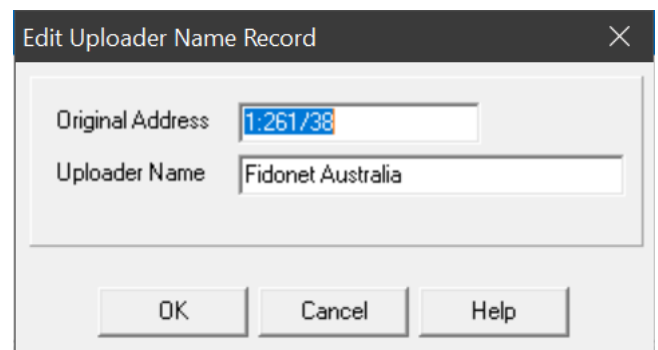 Edit Uploader Name Record
Original Address 1:261/38
Uploader Name Fidonet Australia
OK Cancel Help